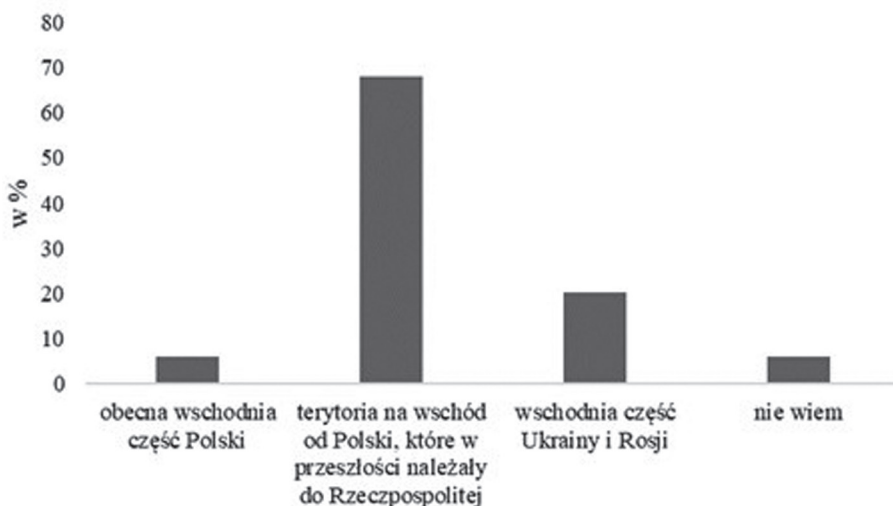 80
70
60
50
40
30
20
10
0
w %
obecna wschodnia
część Polski
terytoria na wschód
od Polski, które w
przeszłości należały
do Rzeczpospolitej
wschodnia część
Ukrainy i Rosji
nie wiem